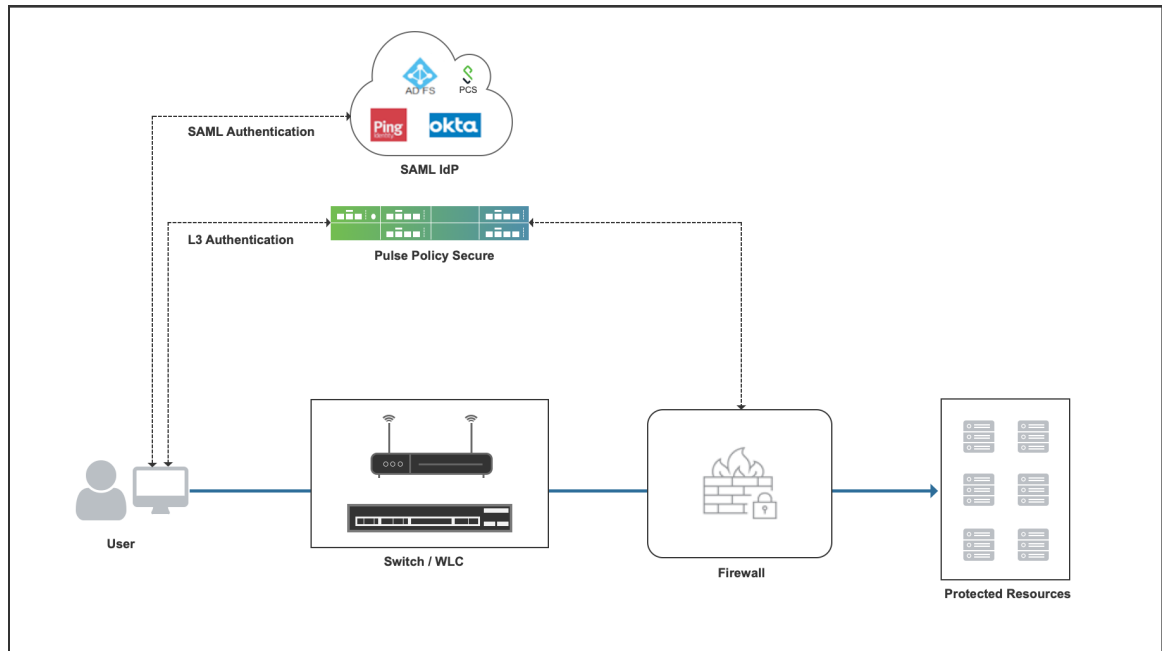 AD FS
PCS
Ping
Identity
okta
SAML Authentication
SAML IdP
L3 Authentication
Pulse Policy Secure
User
Switch / WLC
Firewall
Protected Resources